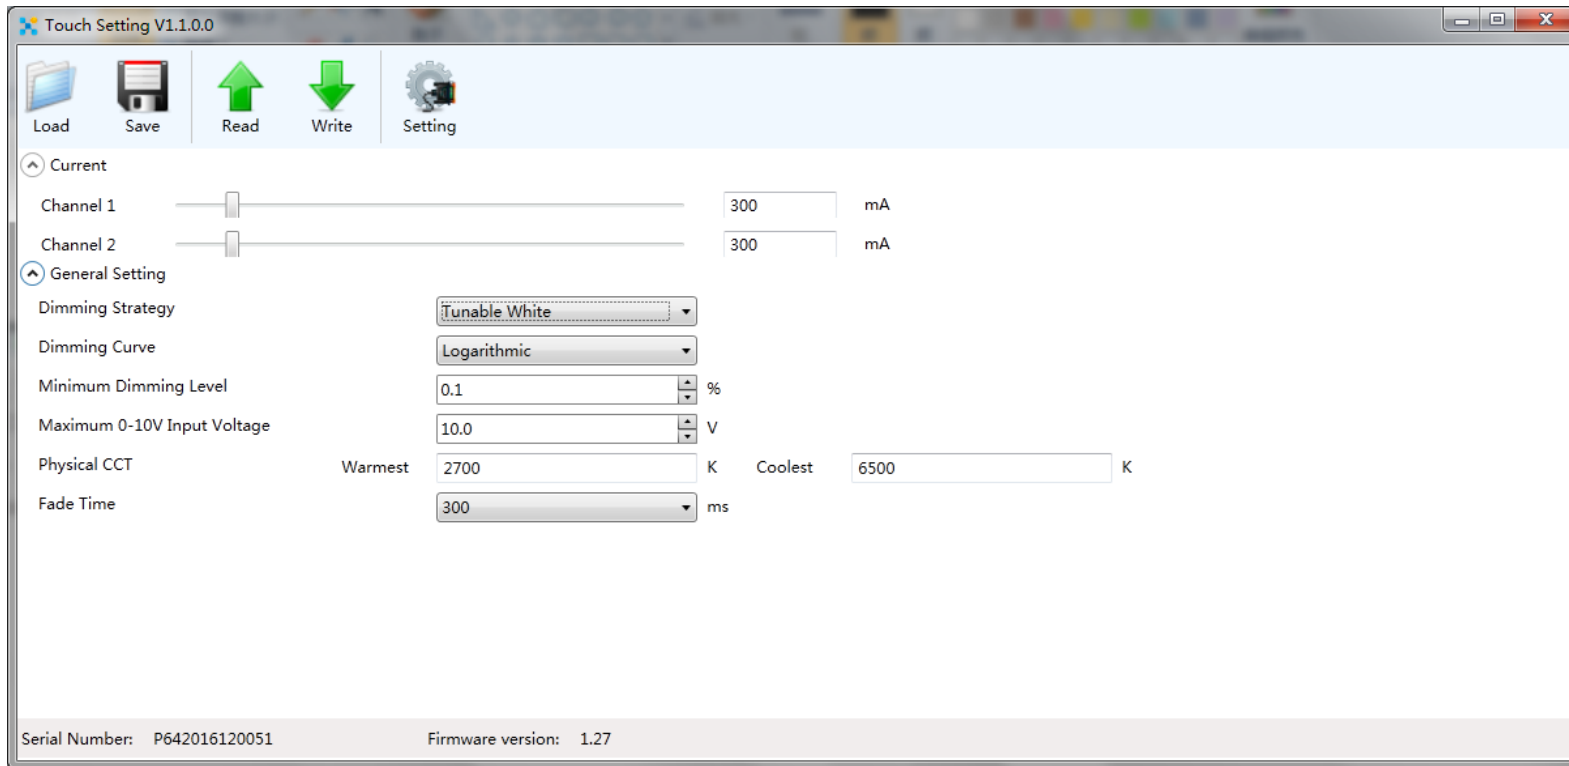 Touch Setting V1.1.0.0
Load Save Read Write Setting
Current
Channel 1 300 mA
Channel 2 300 mA
General Setting
Dimming Strategy Tunable White
Dimming Curve Logarithmic
Minimum Dimming Level 0.1 %
Maximum 0-10V Input Voltage 10.0 V
Physical CCT Warmest 2700 K Coolest 6500 K
Fade Time 300 ms
Serial Number: P642016120051 Firmware version: 1.27